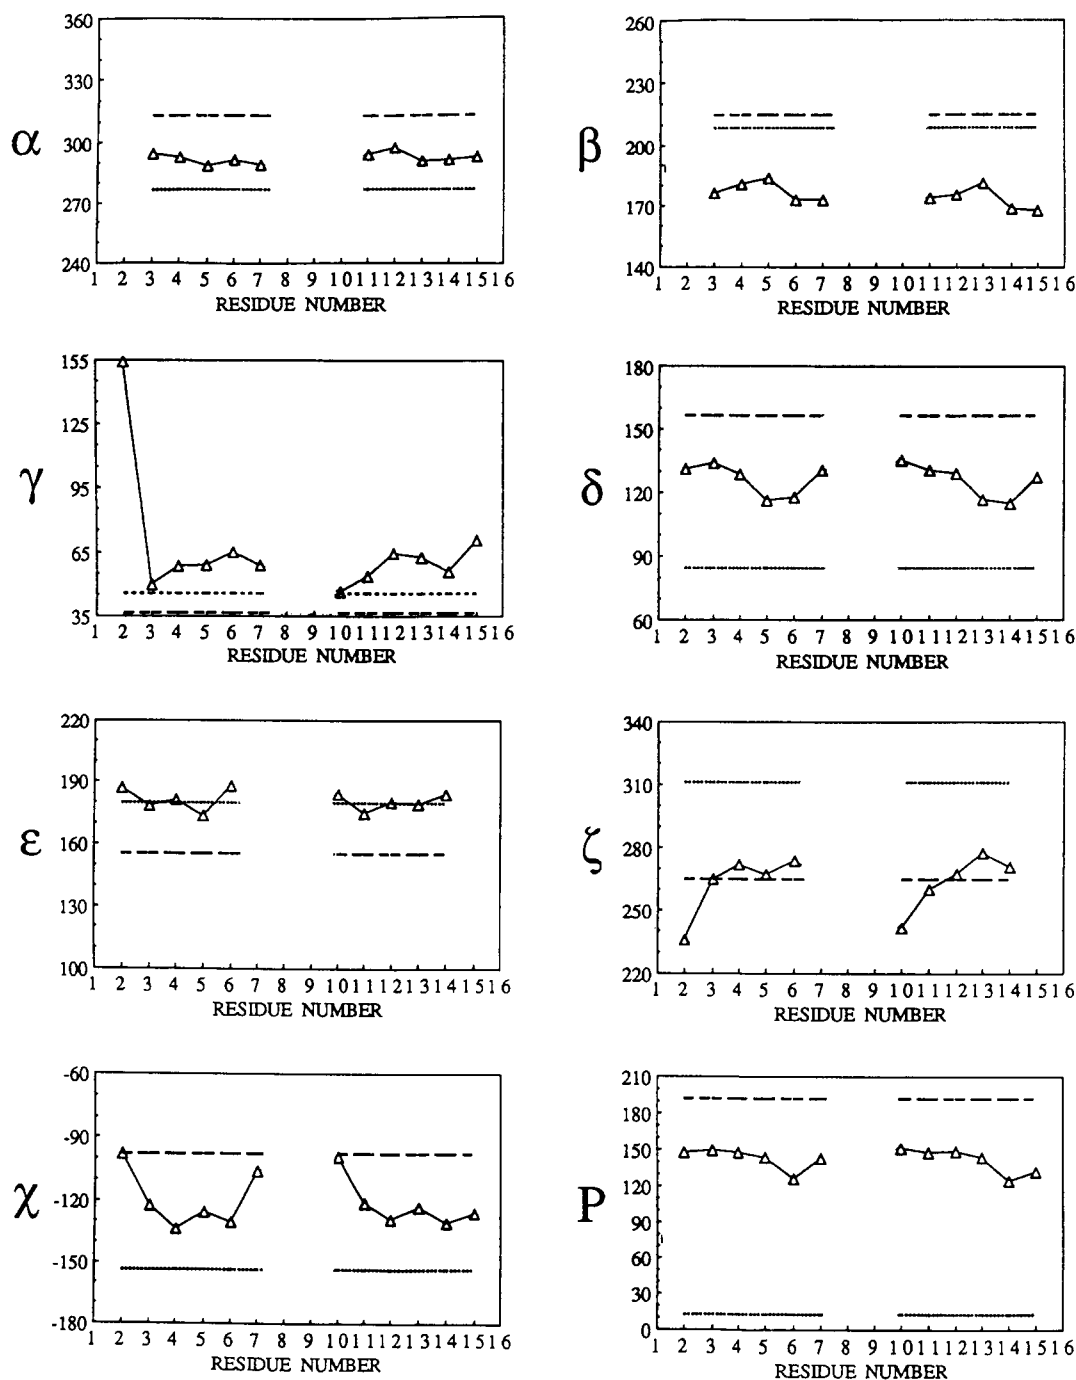 360
330
α
300
270
240
1 2 3 4 5 6 7 8 9 10 11 12 13 14 15 16
RESIDUE NUMBER
260
230
β
200
170
140
1 2 3 4 5 6 7 8 9 10 11 12 13 14 15 16
RESIDUE NUMBER
155
125
γ
95
65
35
1 2 3 4 5 6 7 8 9 10 11 12 13 14 15 16
RESIDUE NUMBER
180
150
δ
120
90
60
1 2 3 4 5 6 7 8 9 10 11 12 13 14 15 16
RESIDUE NUMBER
220
190
ε
160
130
100
1 2 3 4 5 6 7 8 9 10 11 12 13 14 15 16
RESIDUE NUMBER
340
310
ζ
280
250
220
1 2 3 4 5 6 7 8 9 10 11 12 13 14 15 16
RESIDUE NUMBER
-60
-90
χ
-120
-150
-180
1 2 3 4 5 6 7 8 9 10 11 12 13 14 15 16
RESIDUE NUMBER
210
190
150
P
120
90
60
30
0
1 2 3 4 5 6 7 8 9 10 11 12 13 14 15 16
RESIDUE NUMBER